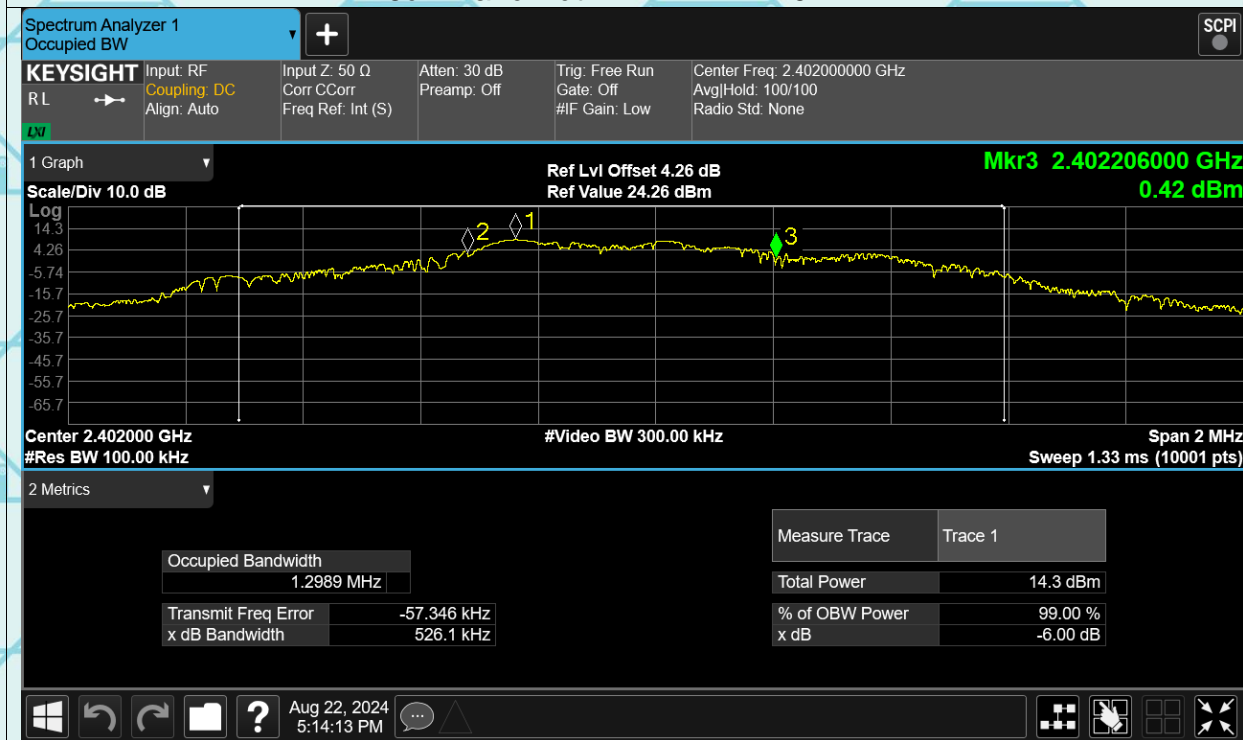 Spectrum Analyzer 1
Occupied BW
+
SCPI
KEYSIGHT
RL
LXI
Input: RF
Coupling: DC
Align: Auto
Input Z: 50 Ω
Corr CCorr
Freq Ref: Int (S)
Atten: 30 dB
Preamp: Off
Trig: Free Run
Gate: Off
#IF Gain: Low
Center Freq: 2.402000000 GHz
Avg|Hold: 100/100
Radio Std: None
1 Graph
Scale/Div 10.0 dB
Ref Lvl Offset 4.26 dB
Ref Value 24.26 dBm
Mkr3 2.402206000 GHz
0.42 dBm
Log
14.3
4.26
-5.74
-15.7
-25.7
-35.7
-45.7
-55.7
-65.7
2
1
3
Center 2.402000 GHz
#Video BW 300.00 kHz
Span 2 MHz
#Res BW 100.00 kHz
Sweep 1.33 ms (10001 pts)
2 Metrics
Occupied Bandwidth
1.2989 MHz
Transmit Freq Error -57.346 kHz
x dB Bandwidth 526.1 kHz
Measure Trace Trace 1
Total Power 14.3 dBm
% of OBW Power 99.00 %
x dB -6.00 dB
?
Aug 22, 2024
5:14:13 PM